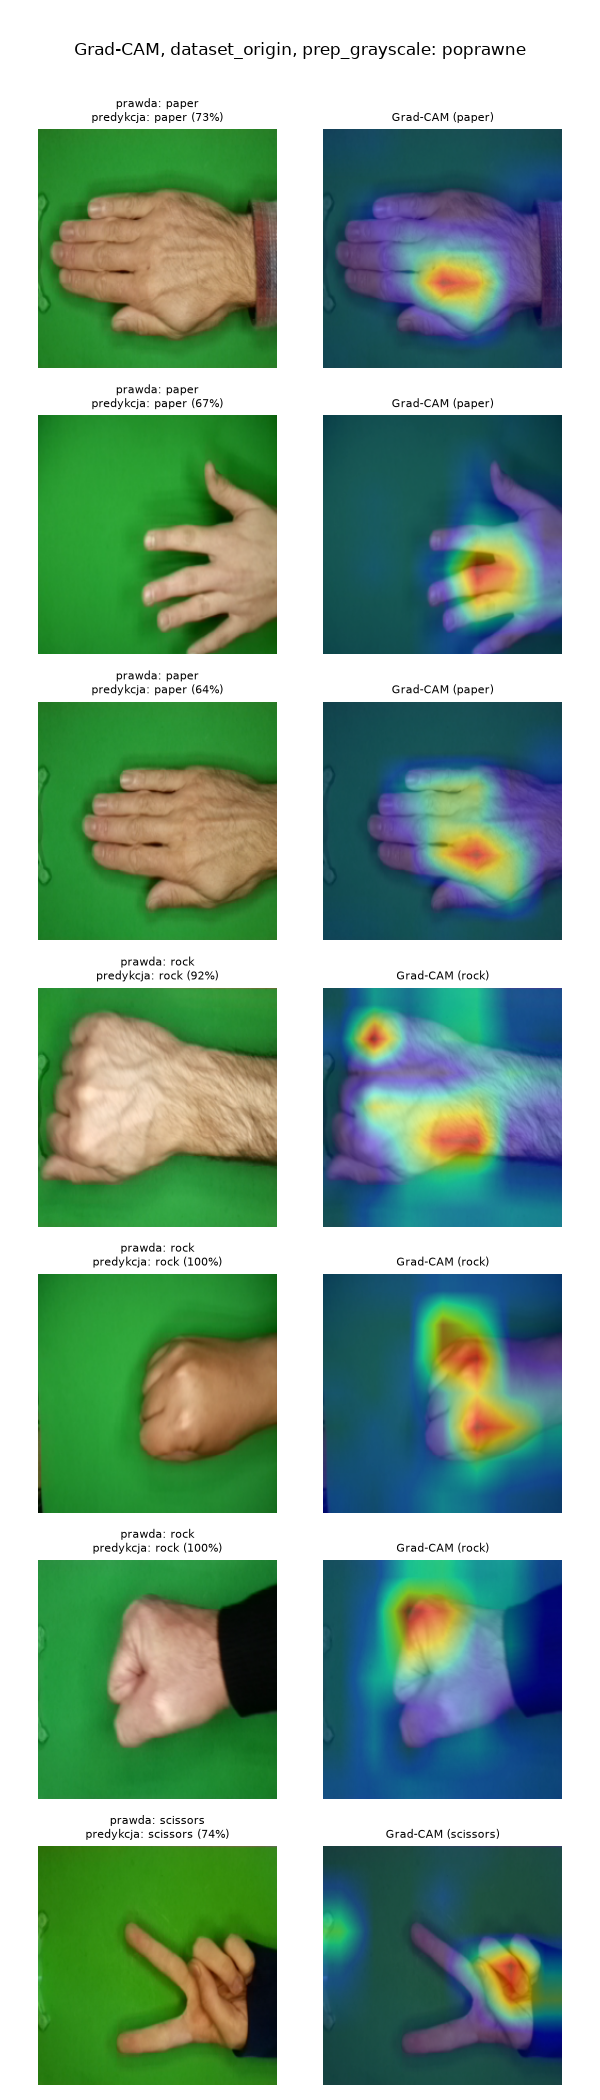 Grad-CAM, dataset_origin, prep_grayscale: poprawne
prawda: paper
predykcja: paper (73%)
Grad-CAM (paper)
prawda: paper
predykcja: paper (67%)
Grad-CAM (paper)
prawda: paper
predykcja: paper (64%)
Grad-CAM (paper)
prawda: rock
predykcja: rock (92%)
Grad-CAM (rock)
prawda: rock
predykcja: rock (100%)
Grad-CAM (rock)
prawda: rock
predykcja: rock (100%)
Grad-CAM (rock)
prawda: scissors
predykcja: scissors (74%)
Grad-CAM (scissors)